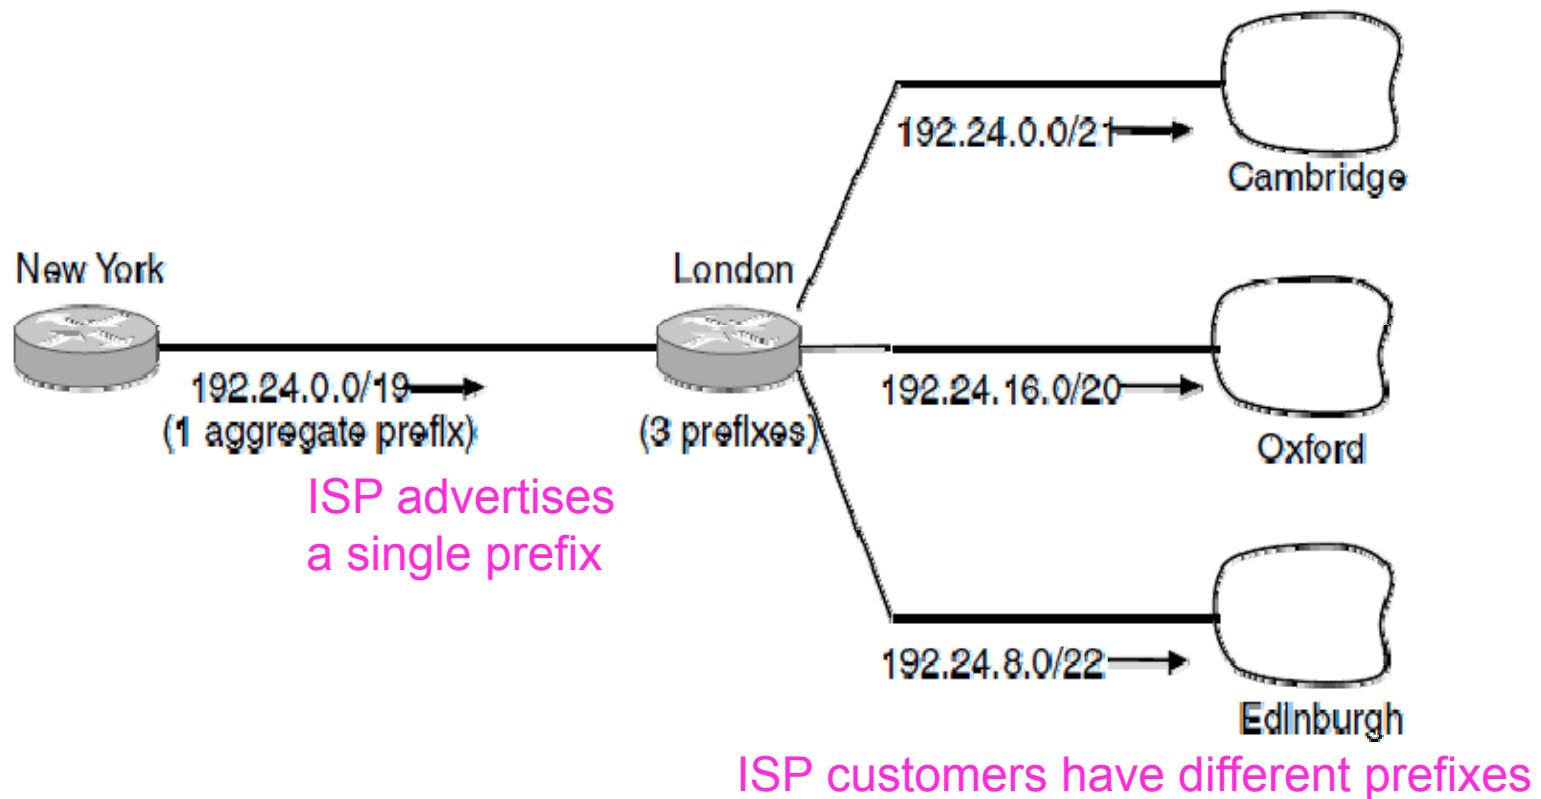 192.24.0.0/21
Cambridge
New York
London
192.24.0.0/19
(1 aggregate prefix)
(3 prefixes)
192.24.16.0/20
Oxford
ISP advertises
a single prefix
192.24.8.0/22
Edinburgh
ISP customers have different prefixes